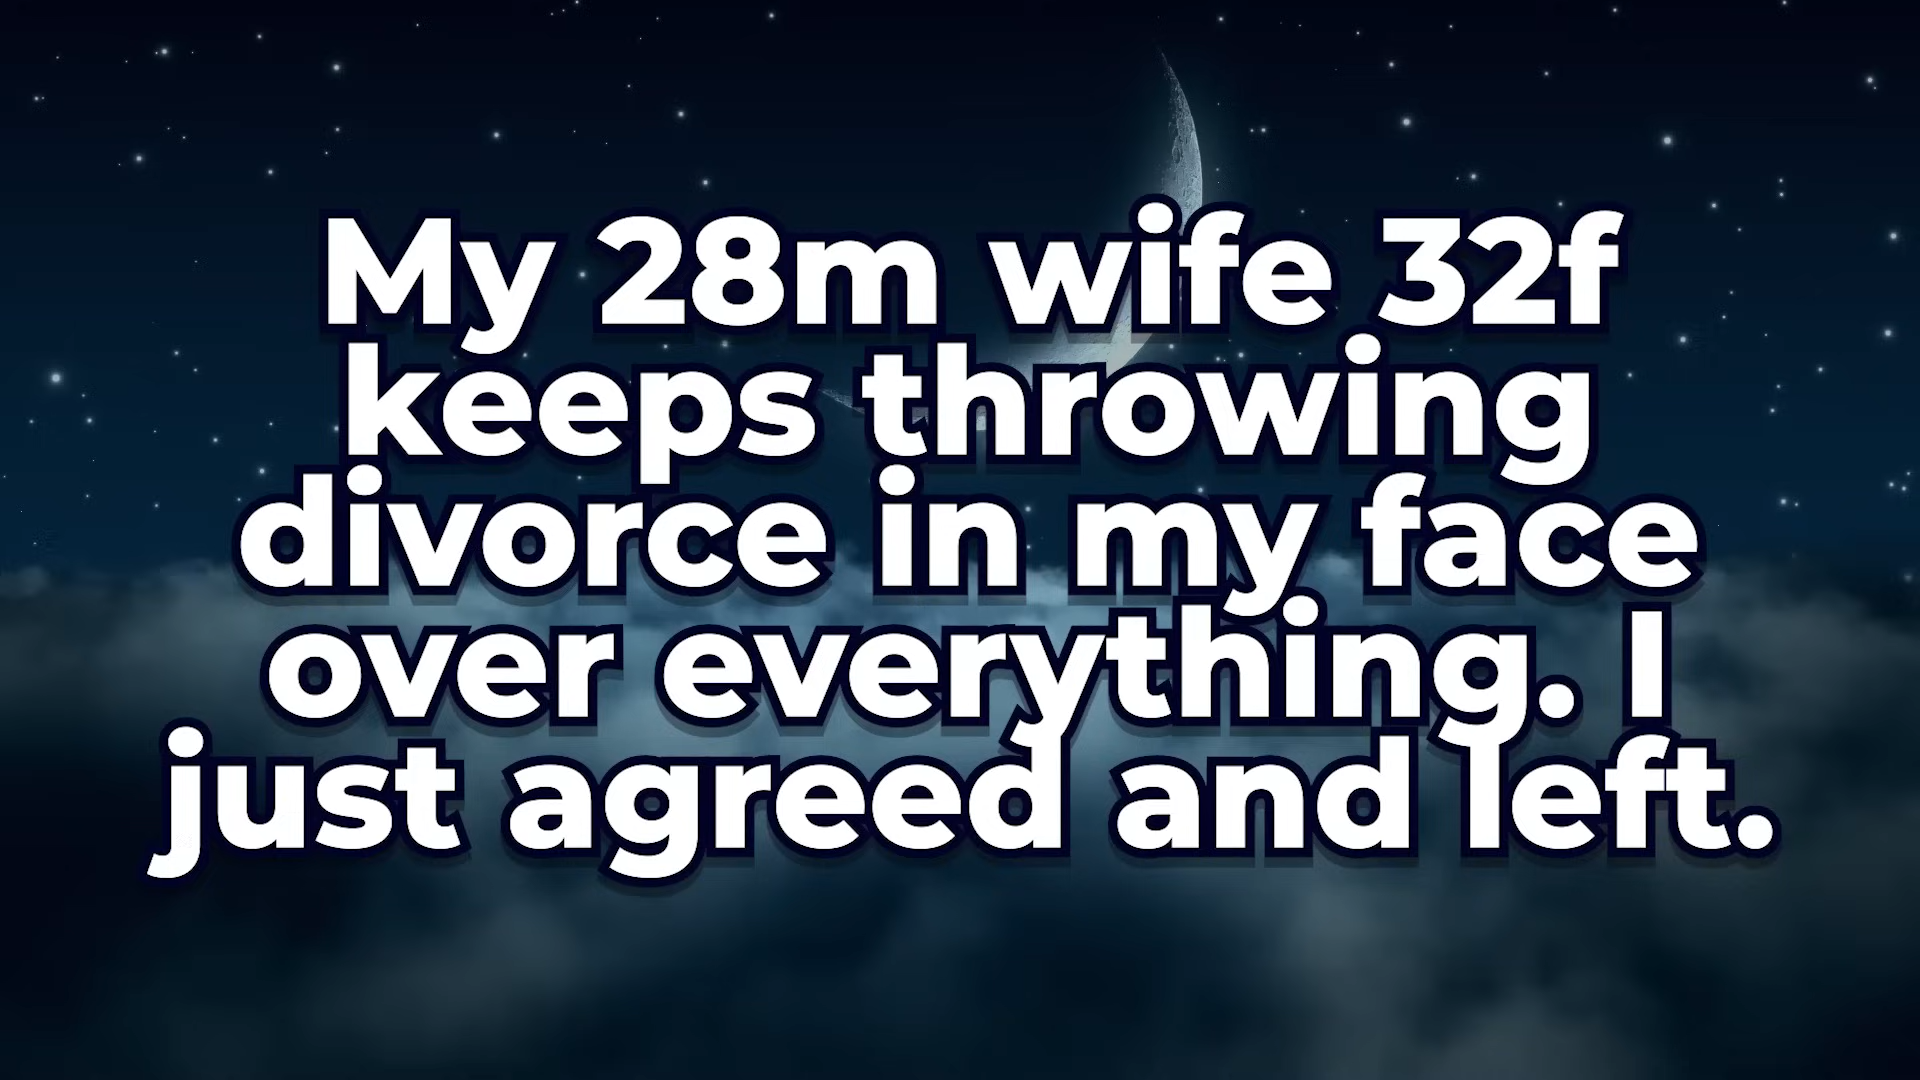 My 28m wife 32f
keeps throwing
divorce in my face
over everything. I
just agreed and left.